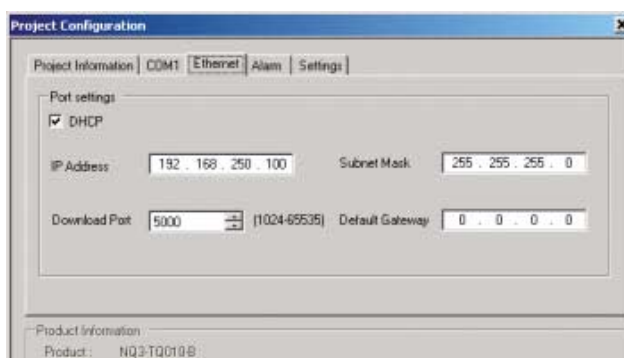 Project Configuration
Project Information COM1 Ethernet Alarm Settings
Port settings
DHCP
IP Address 192 . 168 . 250 . 100 Subnet Mask 255 . 255 . 255 . 0
Download Port 5000 (1024-65535) Default Gateway 0 . 0 . 0 . 0
Product Information
Product : NQ3-TQ010-B